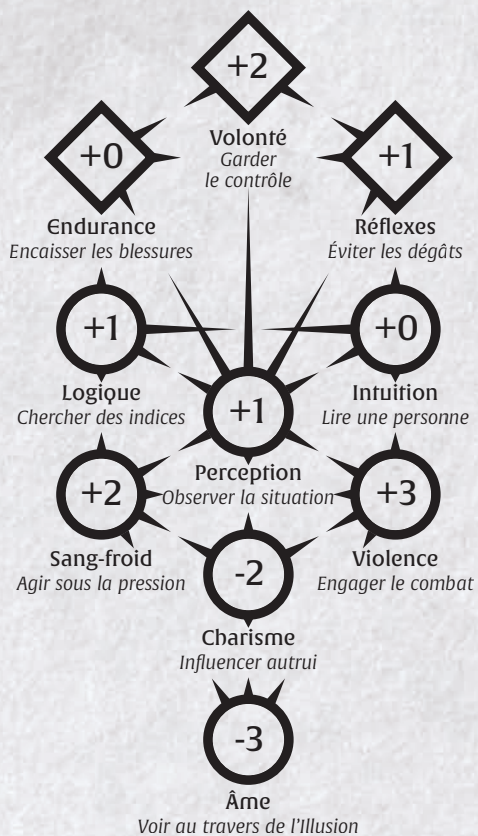 +2
Volonté
Garder
le contrôle
+0
Endurance
Encaisser les blessures
+1
Réflexes
Éviter les dégâts
+1
Logique
Chercher des indices
+0
Intuition
Lire une personne
+1
Perception
Observer la situation
+2
Sang-froid
Agir sous la pression
+3
Violence
Engager le combat
-2
Charisme
Influencer autrui
-3
Âme
Voir au travers de l'Illusion